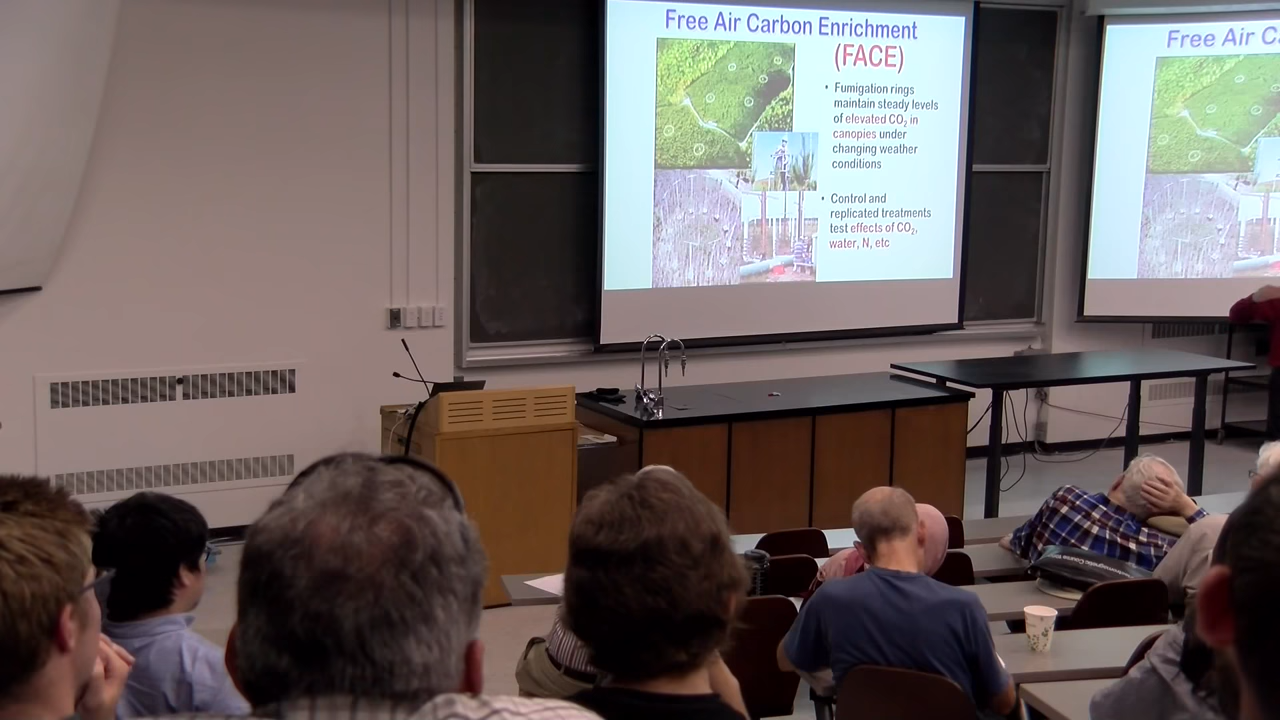 Free Air Carbon Enrichment
(FACE)
• Fumigation rings
maintain steady levels
of elevated CO₂ in
canopies under
changing weather
conditions
• Control and
replicated treatments
test effects of CO₂,
water, N, etc
Free Air C